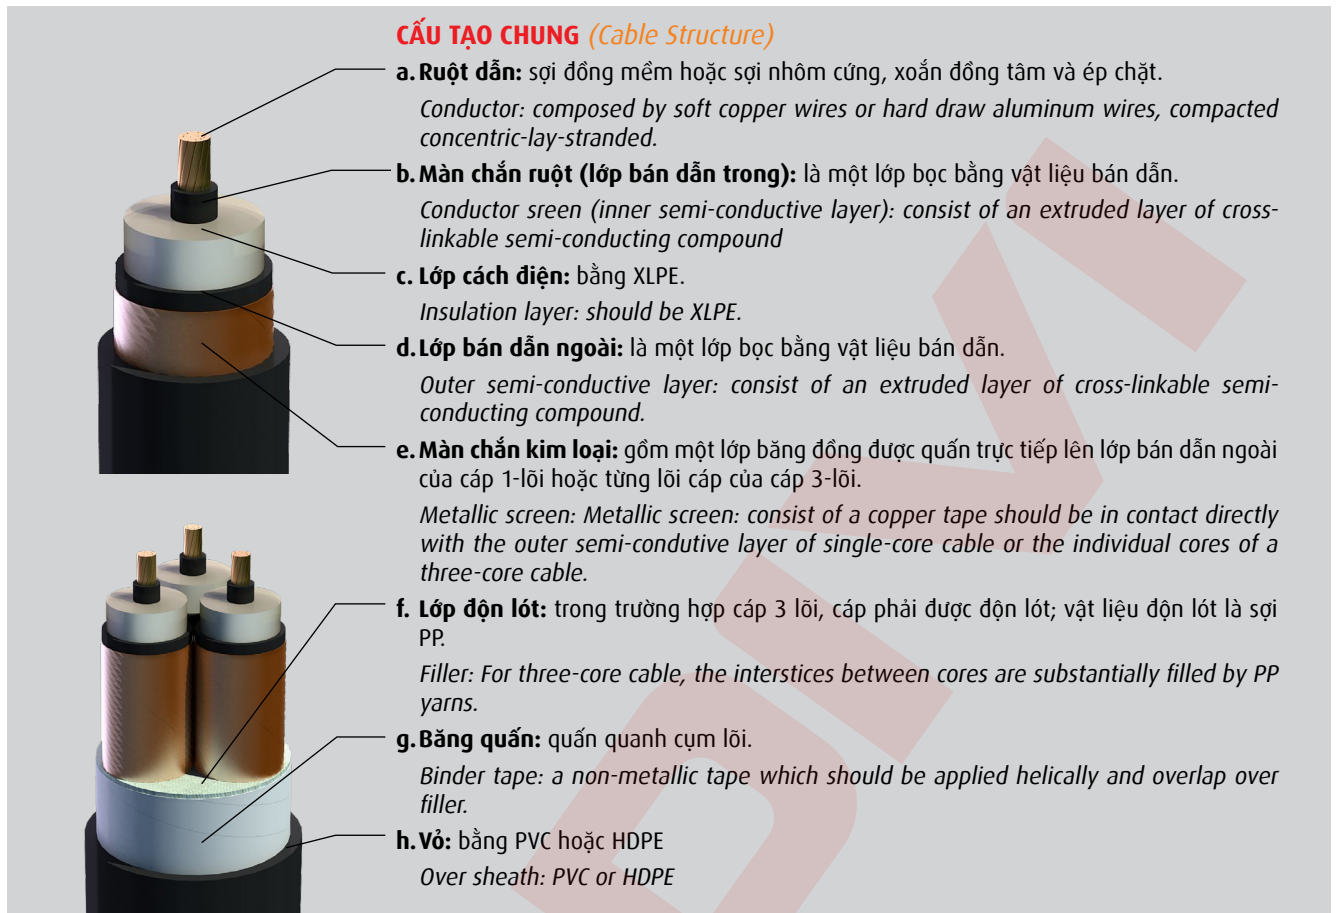 CẤU TẠO CHUNG (Cable Structure)
a. Ruột dẫn: sợi đồng mềm hoặc sợi nhôm cứng, xoắn đồng tâm và ép chặt.
Conductor: composed by soft copper wires or hard draw aluminum wires, compacted
concentric-lay-stranded.
b. Màn chắn ruột (lớp bán dẫn trong): là một lớp bọc bằng vật liệu bán dẫn.
Conductor sreen (inner semi-conductive layer): consist of an extruded layer of cross-
linkable semi-conducting compound
c. Lớp cách điện: bằng XLPE.
Insulation layer: should be XLPE.
d. Lớp bán dẫn ngoài: là một lớp bọc bằng vật liệu bán dẫn.
Outer semi-conductive layer: consist of an extruded layer of cross-linkable semi-
conducting compound.
e. Màn chắn kim loại: gồm một lớp băng đồng được quấn trực tiếp lên lớp bán dẫn ngoài
của cáp 1-lõi hoặc từng lõi cáp của cáp 3-lõi.
Metallic screen: Metallic screen: consist of a copper tape should be in contact directly
with the outer semi-condutive layer of single-core cable or the individual cores of a
three-core cable.
f. Lớp độn lót: trong trường hợp cáp 3 lõi, cáp phải được độn lót; vật liệu độn lót là sợi
PP.
Filler: For three-core cable, the interstices between cores are substantially filled by PP
yarns.
g. Băng quấn: quấn quanh cụm lõi.
Binder tape: a non-metallic tape which should be applied helically and overlap over
filler.
h. Vỏ: bằng PVC hoặc HDPE
Over sheath: PVC or HDPE